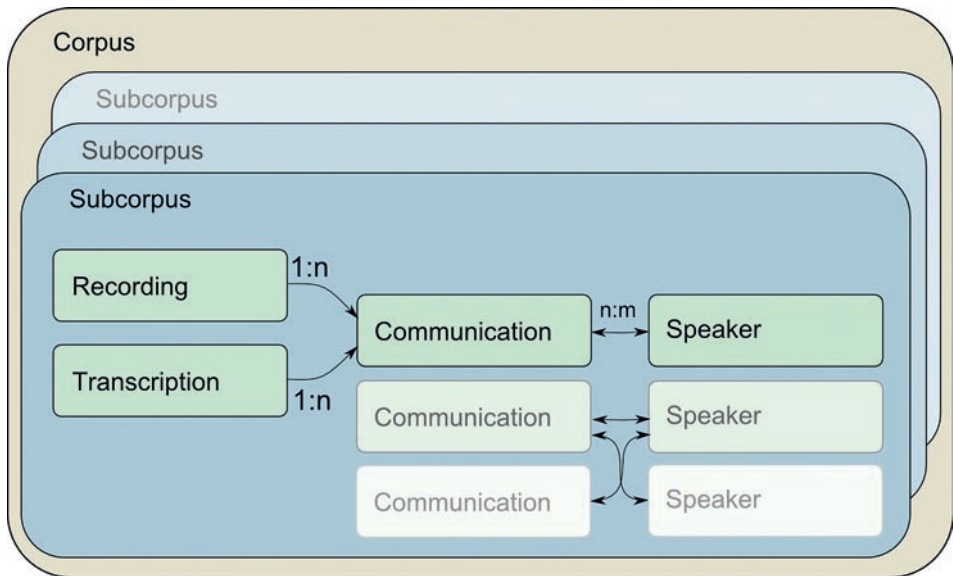 Corpus
Subcorpus
Subcorpus
Subcorpus
Recording
1:n
Transcription
1:n
Communication
n:m
Speaker
Communication
Speaker
Communication
Speaker